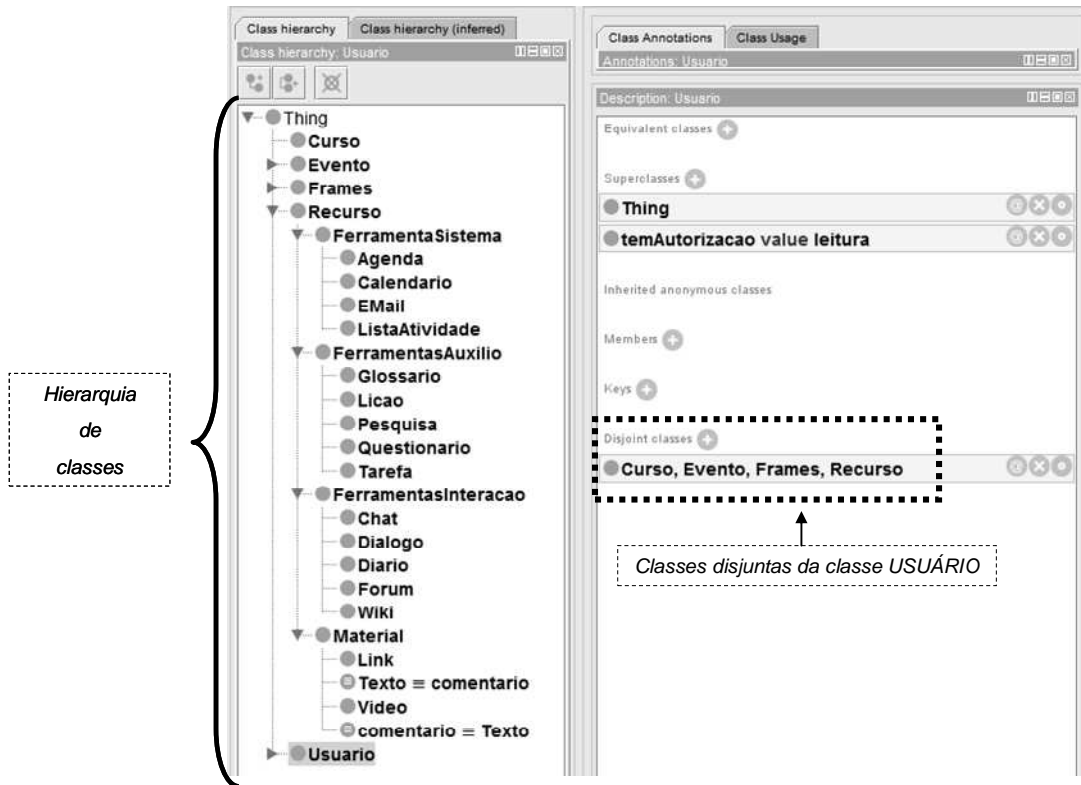 Class hierarchy
Class hierarchy (inferred)
Class hierarchy: Usuario
Thing
Curso
Evento
Frames
Recurso
FerramentaSistema
Agenda
Calendario
EMail
ListaAtividade
FerramentasAuxilio
Glossario
Licao
Pesquisa
Questionario
Tarefa
FerramentasInteracao
Chat
Dialogo
Diario
Forum
Wiki
Material
Link
Texto ≡ comentario
Video
comentario ≡ Texto
Usuario
Hierarquia
de
classes
Class Annotations
Class Usage
Annotations: Usuario
Description: Usuario
Equivalent classes
Superclasses
Thing
temAutorizacao value leitura
Inherited anonymous classes
Members
Keys
Disjoint classes
Curso, Evento, Frames, Recurso
Classes disjuntas da classe USUÁRIO